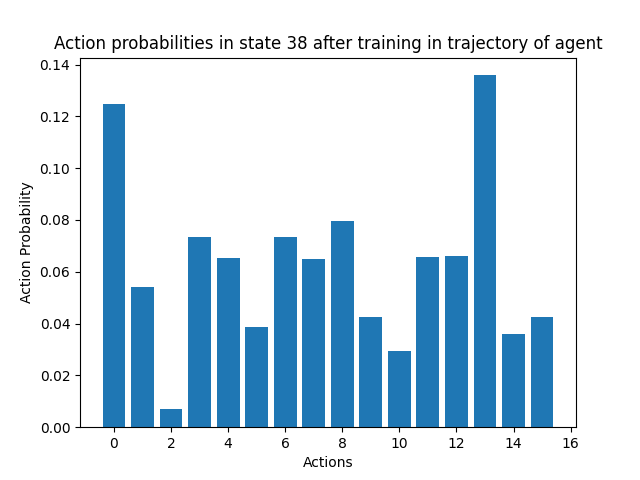 Action probabilities in state 38 after training in trajectory of agent
0.14
0.12
0.10
0.08
0.06
0.04
0.02
0.00
Action Probability
0 2 4 6 8 10 12 14 16
Actions